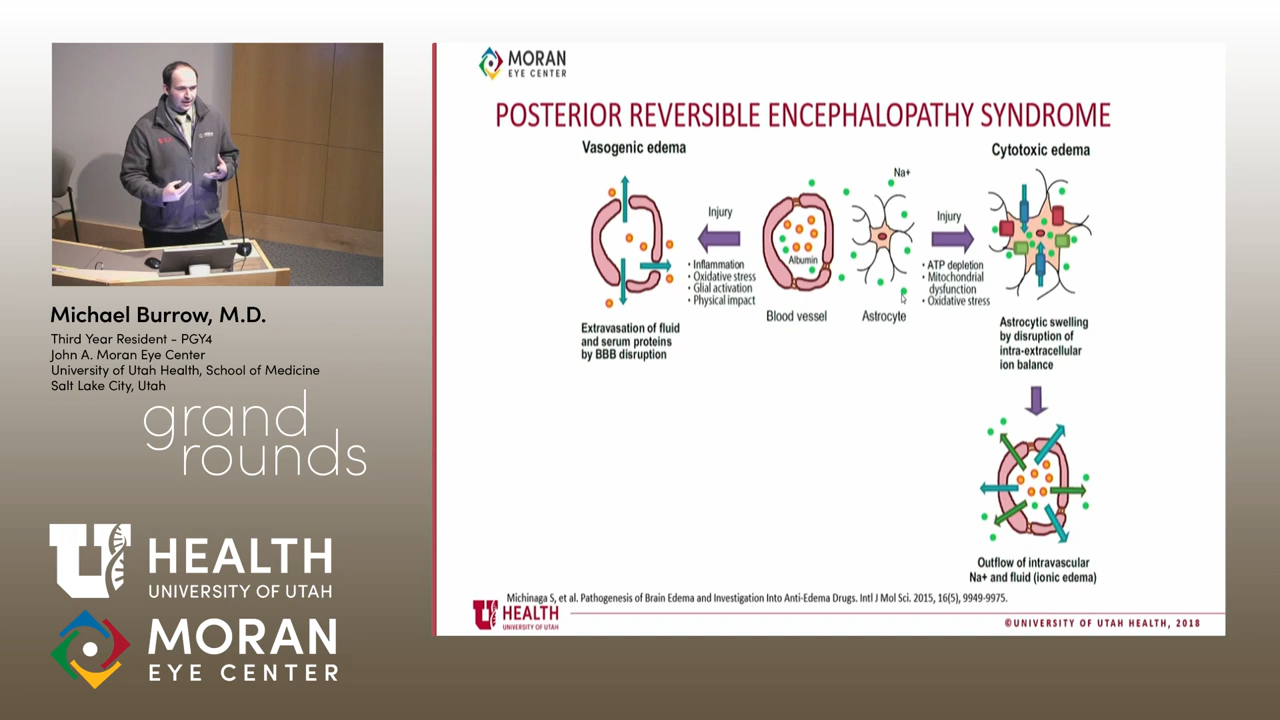 Michael Burrow, M.D.
Third Year Resident - PGY4
John A. Moran Eye Center
University of Utah Health, School of Medicine
Salt Lake City, Utah
grand
rounds
U
HEALTH
UNIVERSITY OF UTAH
MORAN
EYE CENTER
MORAN
EYE CENTER
POSTERIOR REVERSIBLE ENCEPHALOPATHY SYNDROME
Vasogenic edema
Injury
• Inflammation
• Oxidative stress
• Glial activation
• Physical impact
Extravasation of fluid
and serum proteins
by BBB disruption
Albumin
Blood vessel
Na+
Astrocyte
Injury
• ATP depletion
• Mitochondrial
dysfunction
• Oxidative stress
Cytotoxic edema
Astrocytic swelling
by disruption of
intra-extracellular
ion balance
Outflow of intravascular
Na+ and fluid (ionic edema)
Michinaga S, et al. Pathogenesis of Brain Edema and Investigation Into Anti-Edema Drugs. Intl J Mol Sci. 2015, 16(5), 9949-9975.
U
HEALTH
UNIVERSITY OF UTAH
©UNIVERSITY OF UTAH HEALTH, 2018